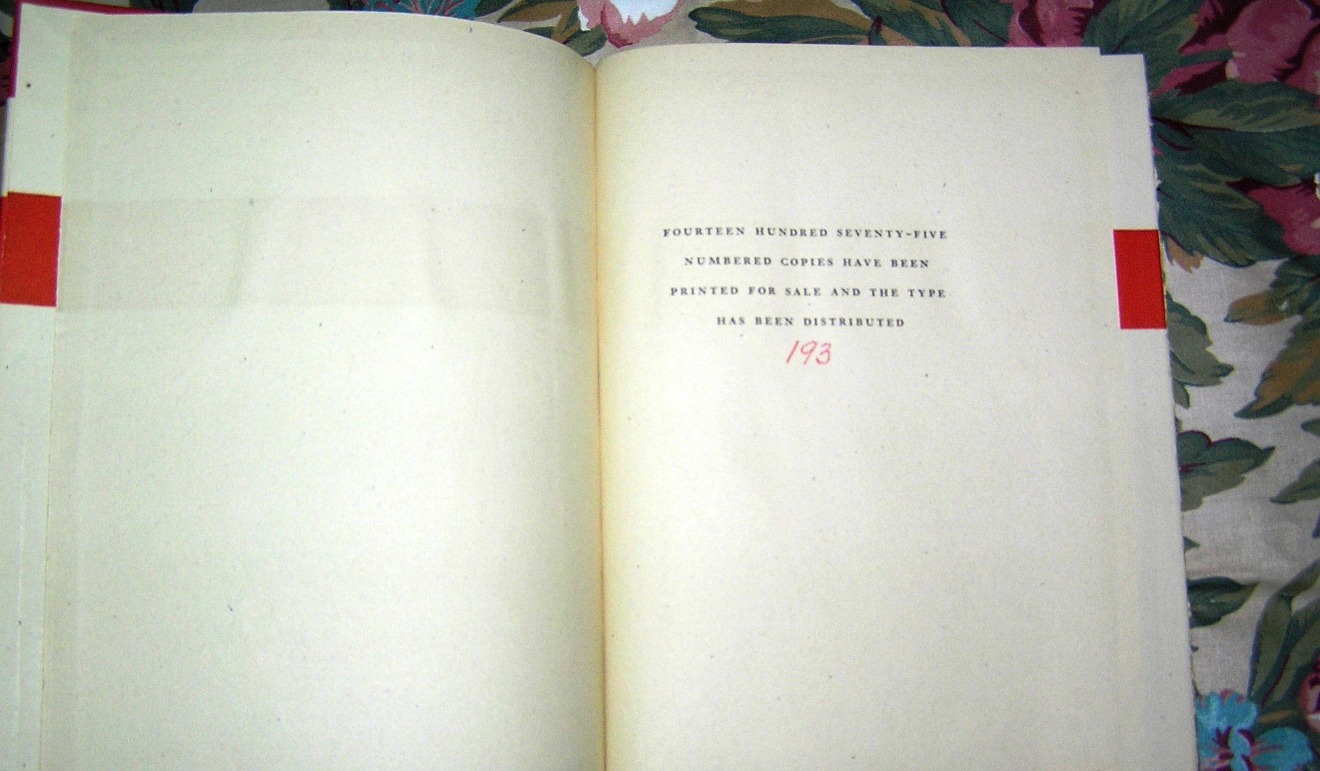 FOURTEEN HUNDRED SEVENTY-FIVE
NUMBERED COPIES HAVE BEEN
PRINTED FOR SALE AND THE TYPE
HAS BEEN DISTRIBUTED
193